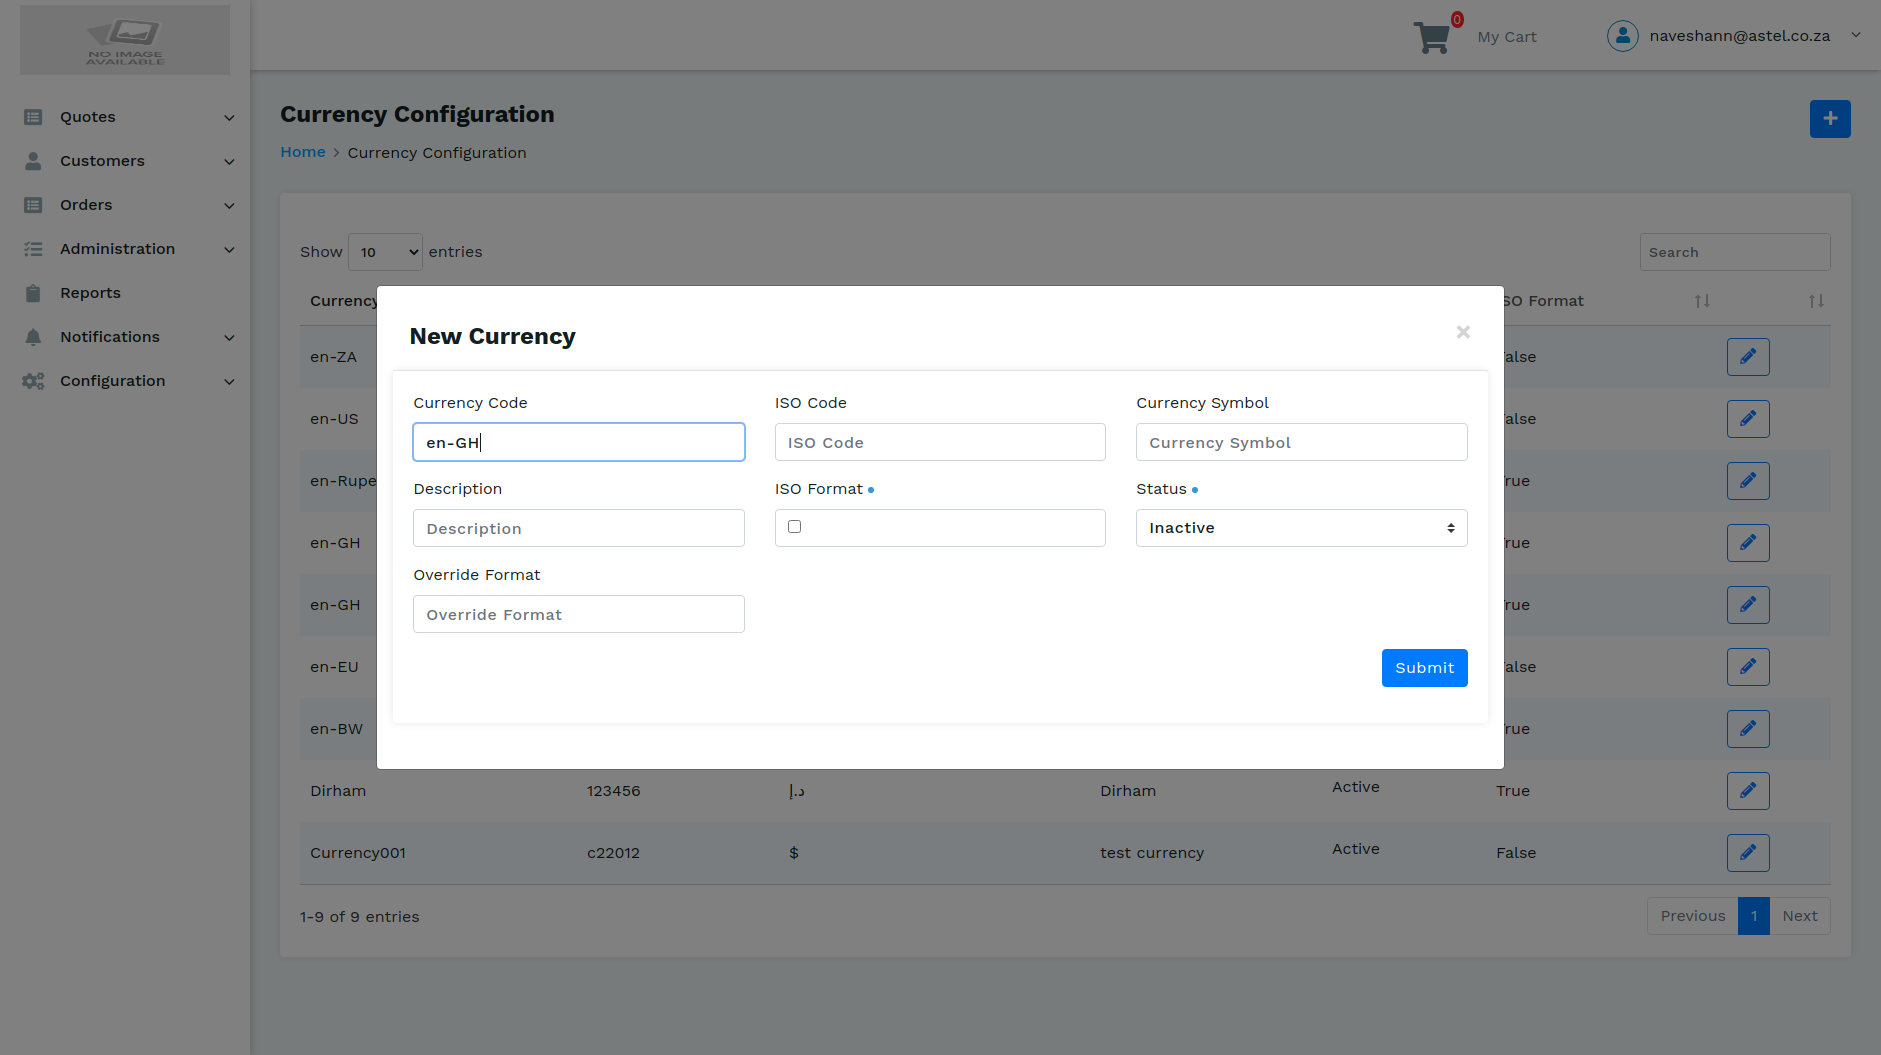 NO IMAGE
AVAILABLE
0
My Cart
naveshann@astel.co.za
Quotes
Customers
Orders
Administration
Reports
Notifications
Configuration
Currency Configuration
Home > Currency Configuration
Show 10 entries
Search
Currency
SO Format
en-ZA
alse
en-US
alse
en-Rupe
rue
en-GH
rue
en-GH
rue
en-EU
alse
en-BW
rue
New Currency
×
Currency Code
ISO Code
Currency Symbol
en-GH
ISO Code
Currency Symbol
Description
ISO Format
Status
Description
Inactive
Override Format
Override Format
Submit
Dirham 123456 د.إ Dirham Active True
Currency001 c22012 $ test currency Active False
1-9 of 9 entries
Previous 1 Next